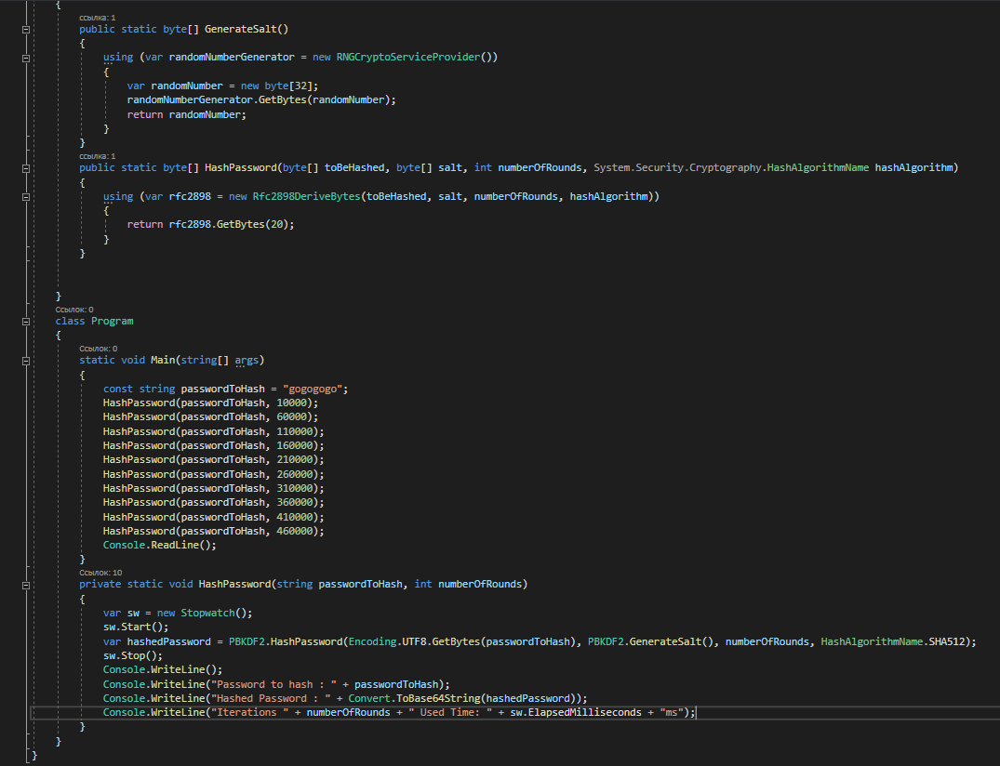 {
ссылка: 1
public static byte[] GenerateSalt()
{
using (var randomNumberGenerator = new RNGCryptoServiceProvider())
{
var randomNumber = new byte[32];
randomNumberGenerator.GetBytes(randomNumber);
return randomNumber;
}
}
ссылка: 1
public static byte[] HashPassword(byte[] toBeHashed, byte[] salt, int numberOfRounds, System.Security.Cryptography.HashAlgorithmName hashAlgorithm)
{
using (var rfc2898 = new Rfc2898DeriveBytes(toBeHashed, salt, numberOfRounds, hashAlgorithm))
{
return rfc2898.GetBytes(20);
}
}
}
Ссылок: 0
class Program
{
Ссылок: 0
static void Main(string[] args)
{
const string passwordToHash = "gogogogo";
HashPassword(passwordToHash, 10000);
HashPassword(passwordToHash, 60000);
HashPassword(passwordToHash, 110000);
HashPassword(passwordToHash, 160000);
HashPassword(passwordToHash, 210000);
HashPassword(passwordToHash, 260000);
HashPassword(passwordToHash, 310000);
HashPassword(passwordToHash, 360000);
HashPassword(passwordToHash, 410000);
HashPassword(passwordToHash, 460000);
Console.ReadLine();
}
Ссылок: 10
private static void HashPassword(string passwordToHash, int numberOfRounds)
{
var sw = new Stopwatch();
sw.Start();
var hashedPassword = PBKDF2.HashPassword(Encoding.UTF8.GetBytes(passwordToHash), PBKDF2.GenerateSalt(), numberOfRounds, HashAlgorithmName.SHA512);
sw.Stop();
Console.WriteLine();
Console.WriteLine("Password to hash : " + passwordToHash);
Console.WriteLine("Hashed Password : " + Convert.ToBase64String(hashedPassword));
Console.WriteLine("Iterations " + numberOfRounds + " Used Time: " + sw.ElapsedMilliseconds + "ms");
}
}
}